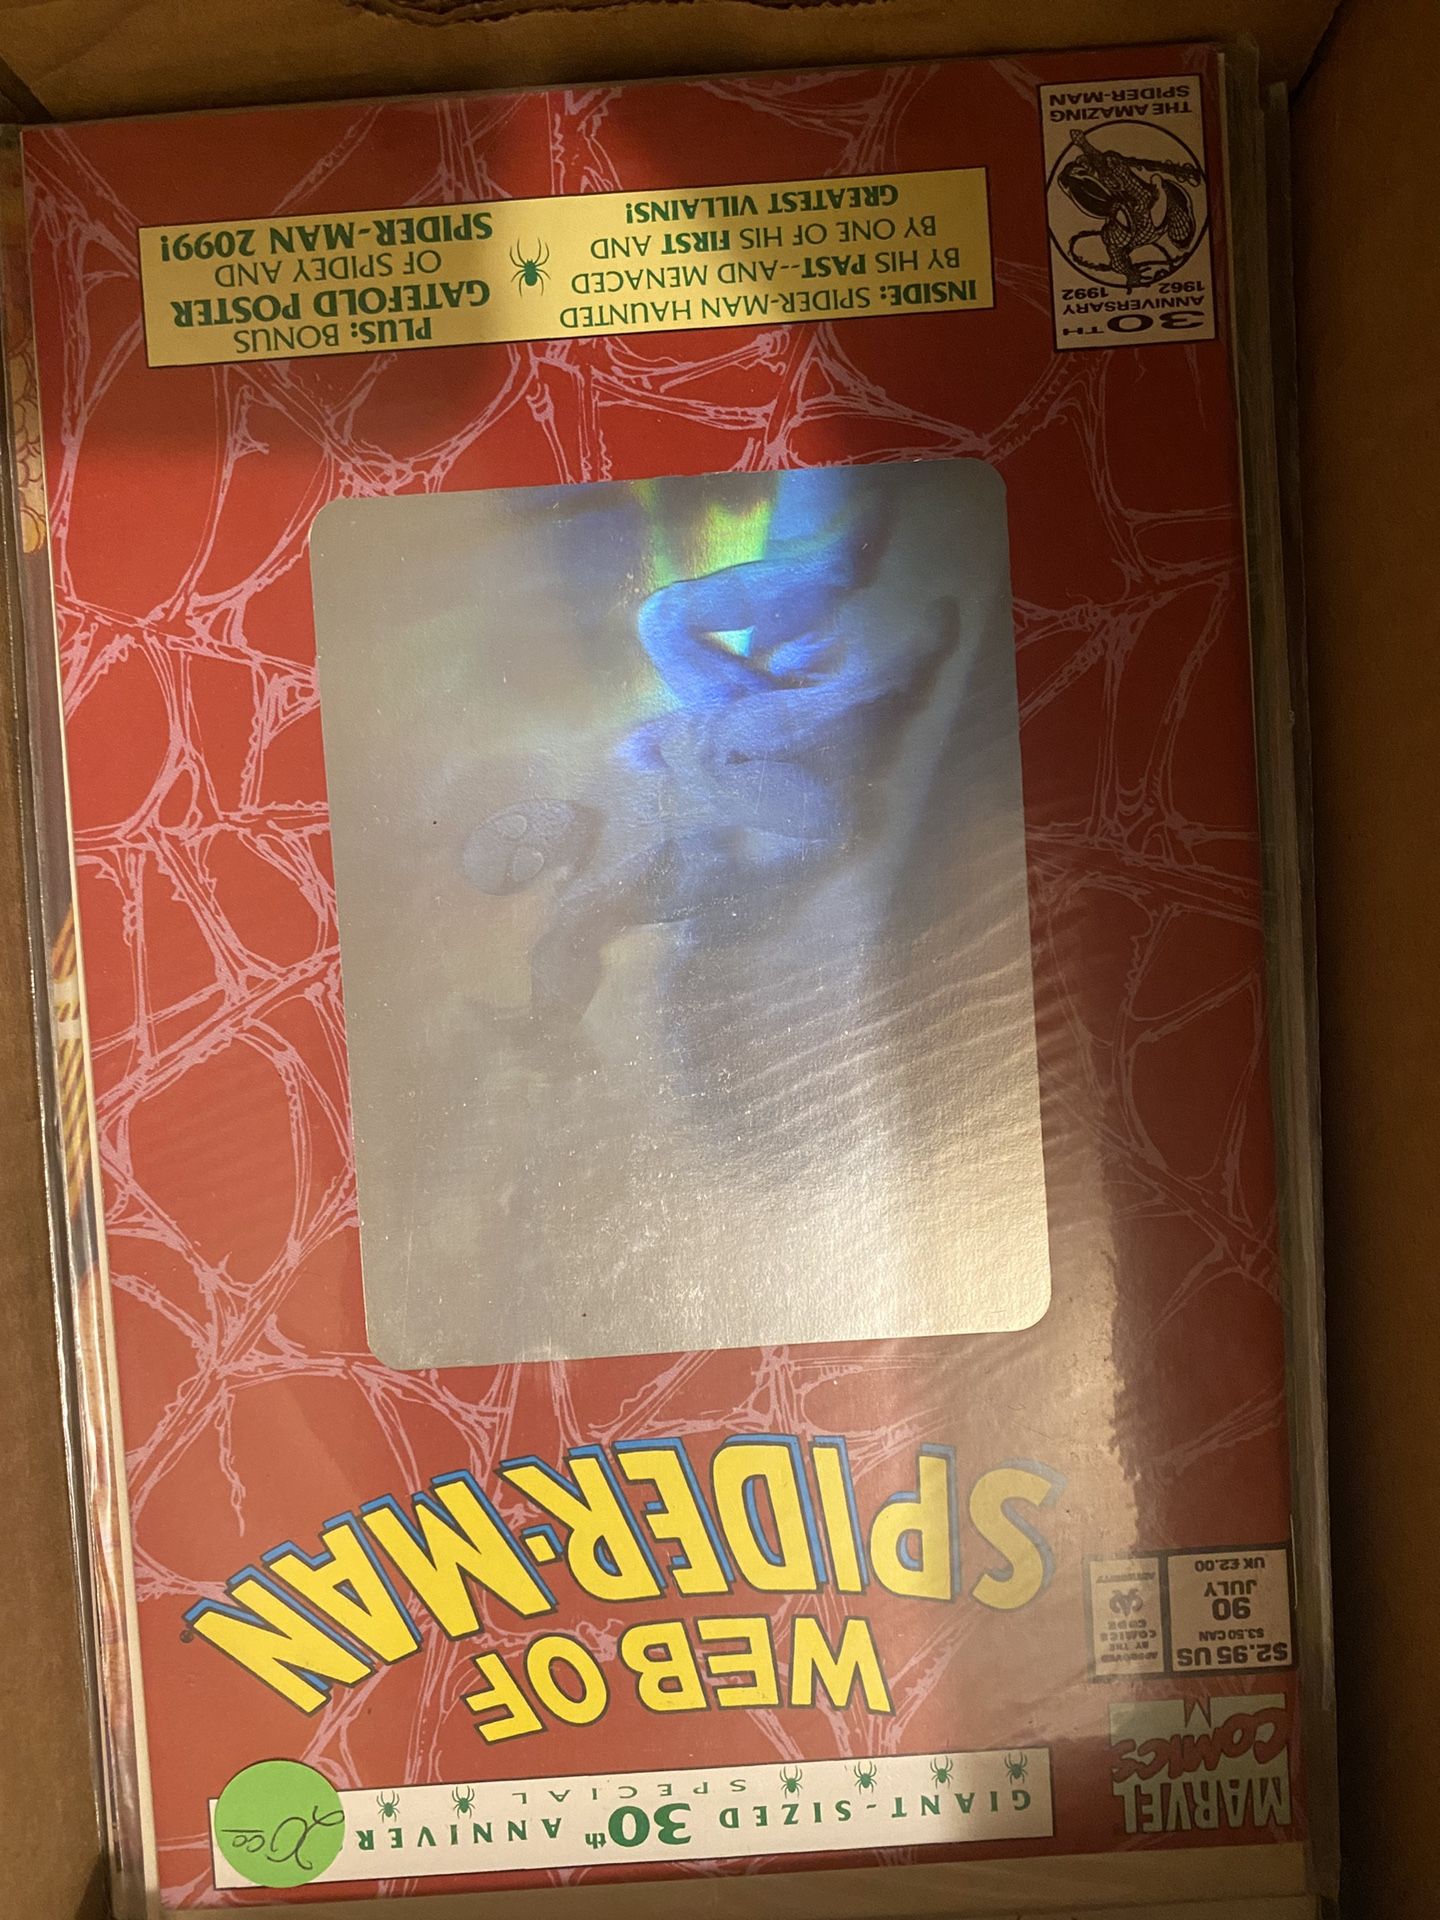 GIANT-SIZED 30th ANNIVER
SPECIAL
MARVEL
COMICS
$2.95 US
$3.50 CAN
90
JULY
UK £2.00
APPROVED
BY THE
COMICS
CODE
AUTHORITY
WEB OF
SPIDER-MAN
30TH
ANNIVERSARY
1962 1992
THE AMAZING
SPIDER-MAN
INSIDE: SPIDER-MAN HAUNTED
BY HIS PAST--AND MENACED
BY ONE OF HIS FIRST AND
GREATEST VILLAINS!
PLUS: BONUS
GATEFOLD POSTER
OF SPIDEY AND
SPIDER-MAN 2099!